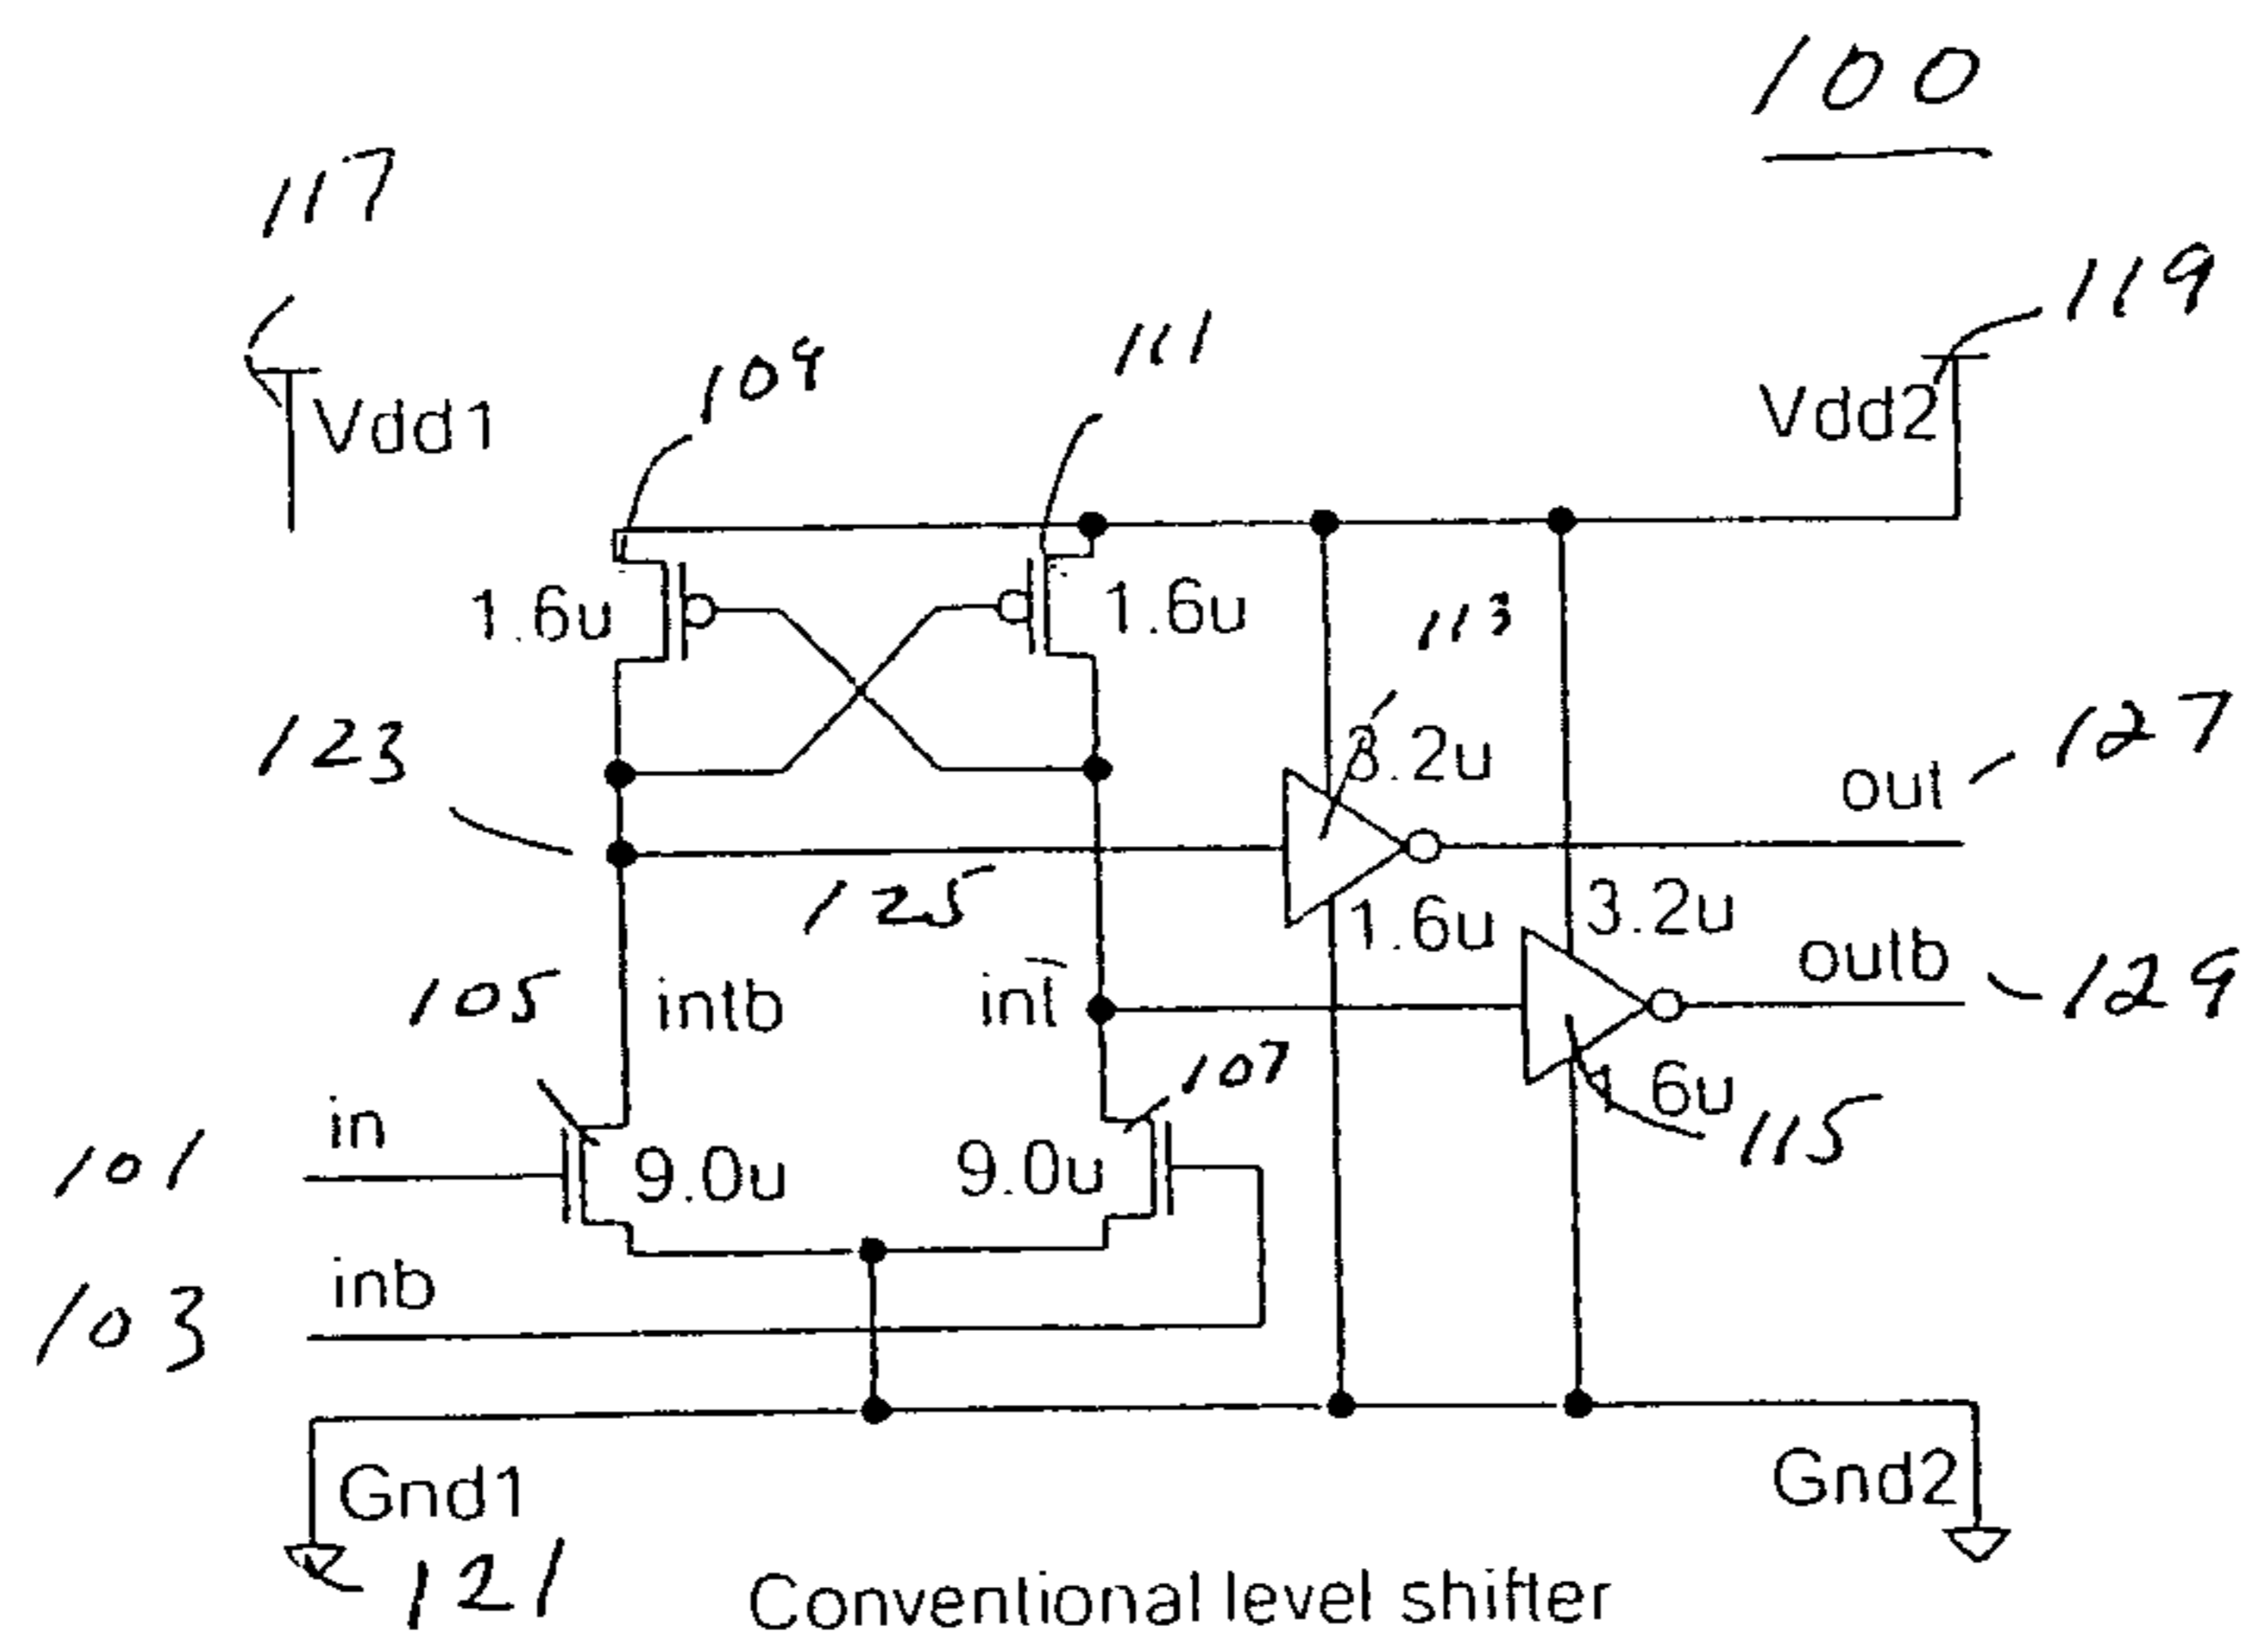 100
117
119
109
111
Vdd1
Vdd2
1.6u
1.6u
113
123
3.2u
127
out
125
1.6u
3.2u
outb
129
105
intb
int
107
in
9.0u
9.0u
1.6u
115
101
inb
103
Gnd1
Gnd2
121
Conventional level shifter